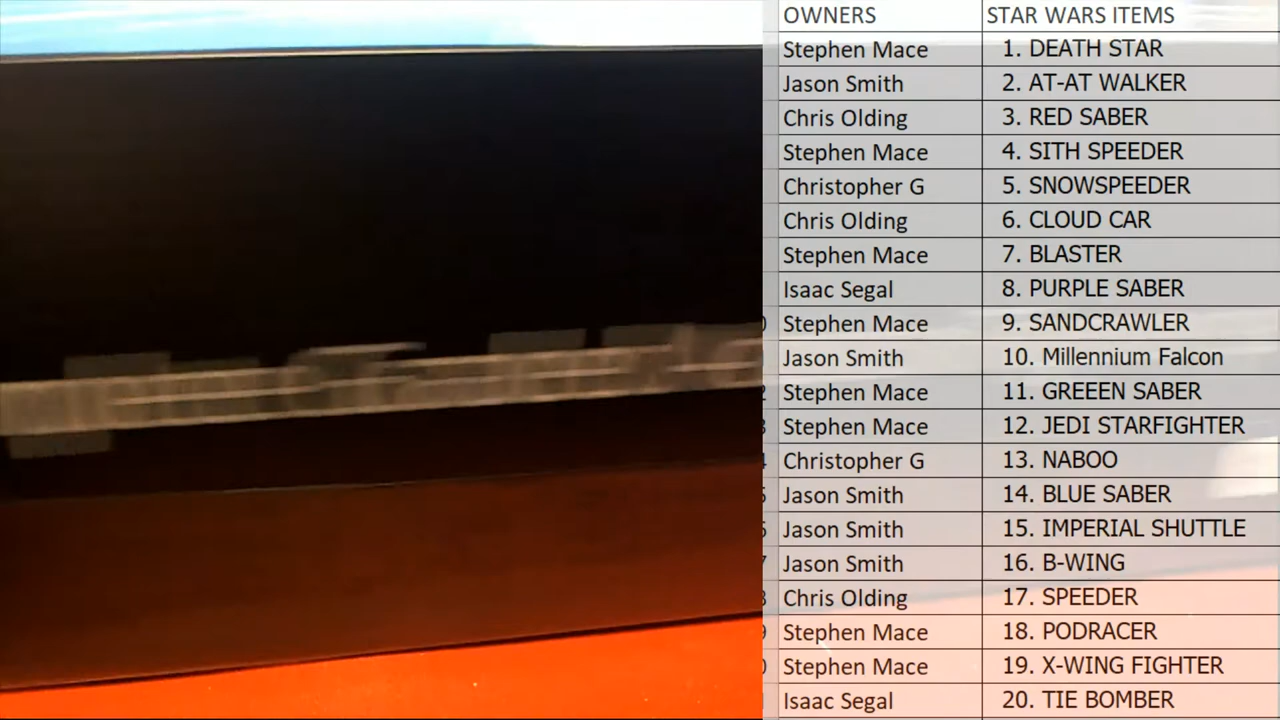 OWNERS STAR WARS ITEMS
Stephen Mace 1. DEATH STAR
Jason Smith 2. AT-AT WALKER
Chris Olding 3. RED SABER
Stephen Mace 4. SITH SPEEDER
Christopher G 5. SNOWSPEEDER
Chris Olding 6. CLOUD CAR
Stephen Mace 7. BLASTER
Isaac Segal 8. PURPLE SABER
Stephen Mace 9. SANDCRAWLER
Jason Smith 10. Millennium Falcon
Stephen Mace 11. GREEEN SABER
Stephen Mace 12. JEDI STARFIGHTER
Christopher G 13. NABOO
Jason Smith 14. BLUE SABER
Jason Smith 15. IMPERIAL SHUTTLE
Jason Smith 16. B-WING
Chris Olding 17. SPEEDER
Stephen Mace 18. PODRACER
Stephen Mace 19. X-WING FIGHTER
Isaac Segal 20. TIE BOMBER